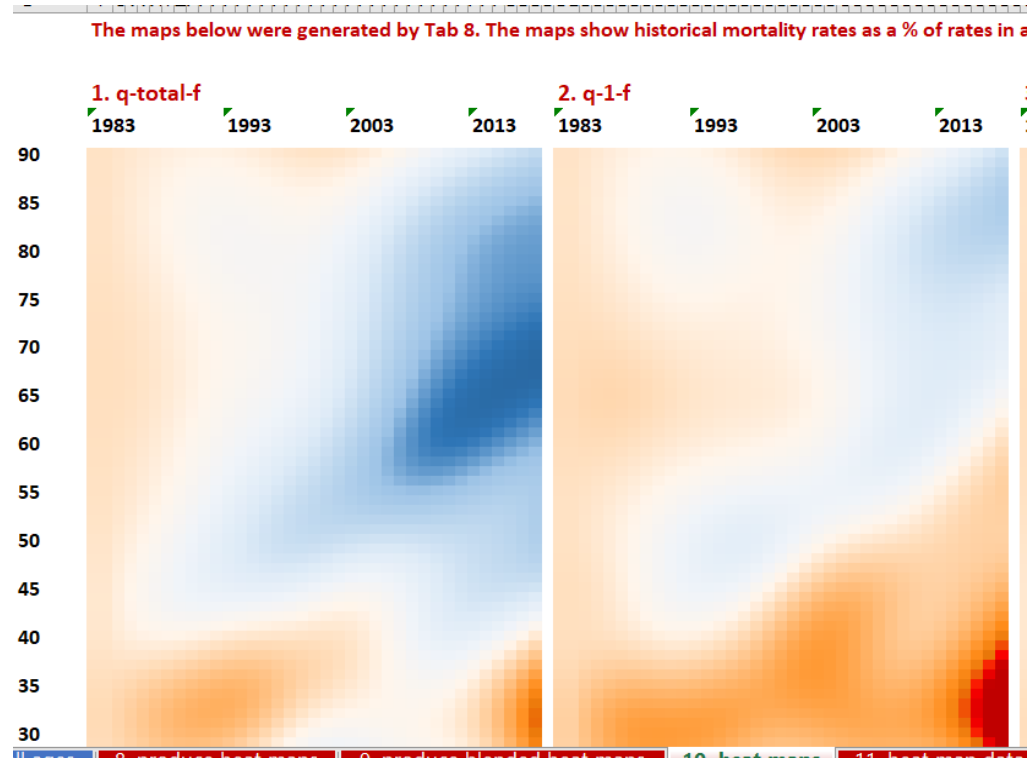 The maps below were generated by Tab 8. The maps show historical mortality rates as a % of rates in a
1. q-total-f
2. q-1-f
1983 1993 2003 2013
1983 1993 2003 2013
90
85
80
75
70
65
60
55
50
45
40
35
30